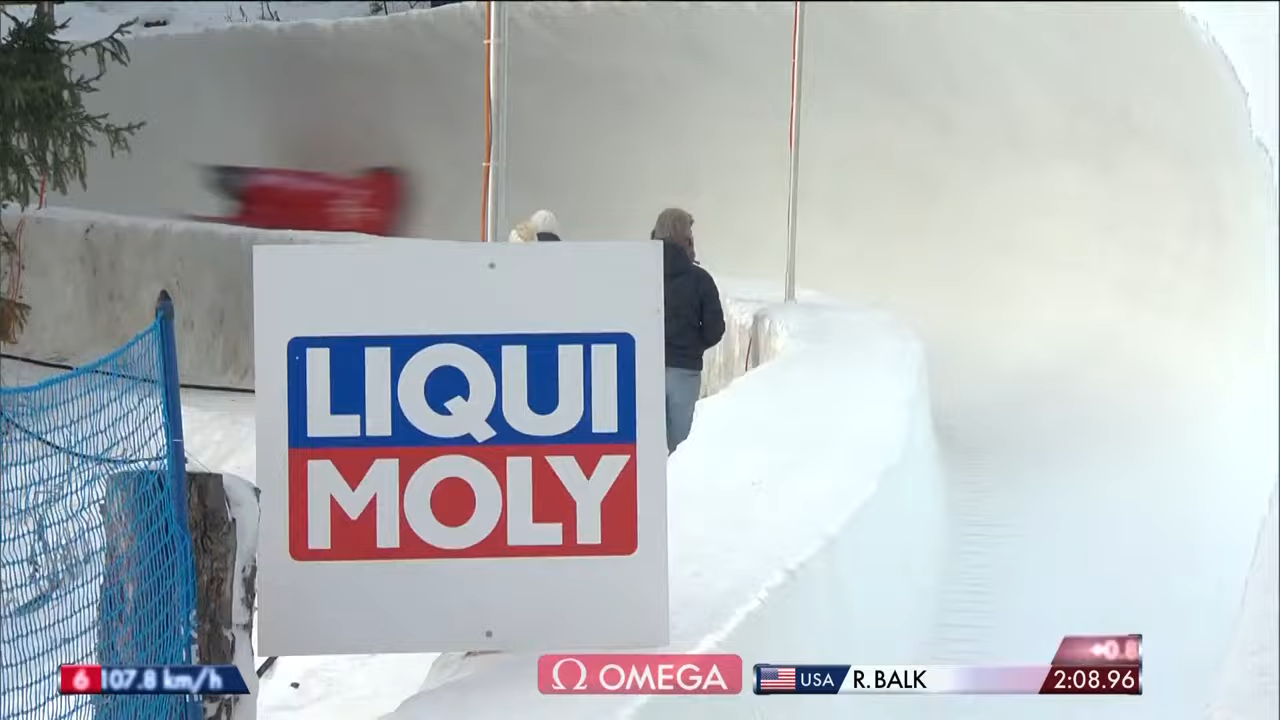 LIQUI
MOLY
6 107.8 km/h
Ω OMEGA
USA R. BALK
+0.8
2:08.96